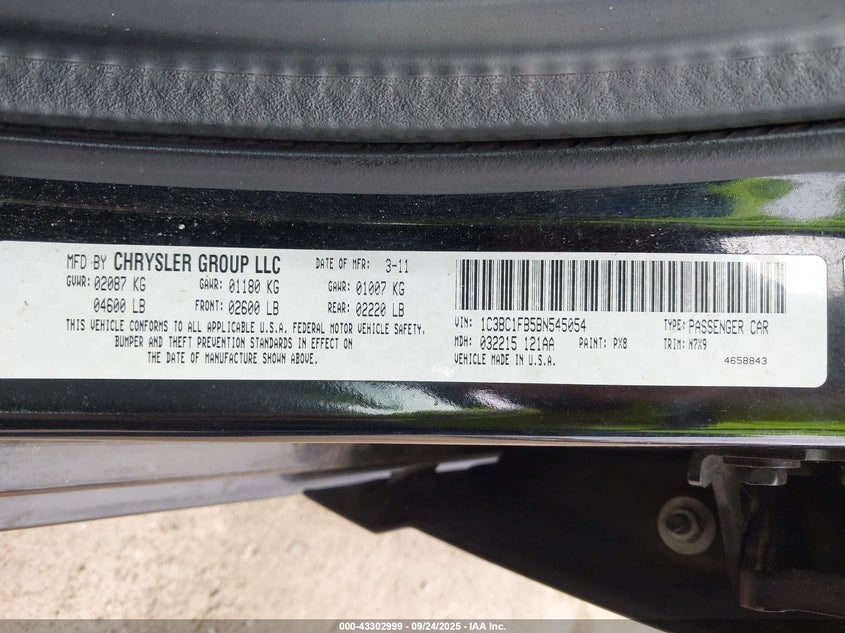 MFD BY CHRYSLER GROUP LLC DATE OF MFR: 3-11
GVWR: 02087 KG GAWR: 01180 KG GAWR: 01007 KG
04600 LB FRONT: 02600 LB REAR: 02220 LB
THIS VEHICLE CONFORMS TO ALL APPLICABLE U.S.A. FEDERAL MOTOR VEHICLE SAFETY,
BUMPER AND THEFT PREVENTION STANDARDS IN EFFECT ON
THE DATE OF MANUFACTURE SHOWN ABOVE.
VIN: 1C3BC1FB5BN545054 TYPE: PASSENGER CAR
MDH: 032215 121AA PAINT: PX8 TRIM: N7X9
VEHICLE MADE IN U.S.A. 4658843
000-43302999 - 09/24/2025 - IAA Inc.